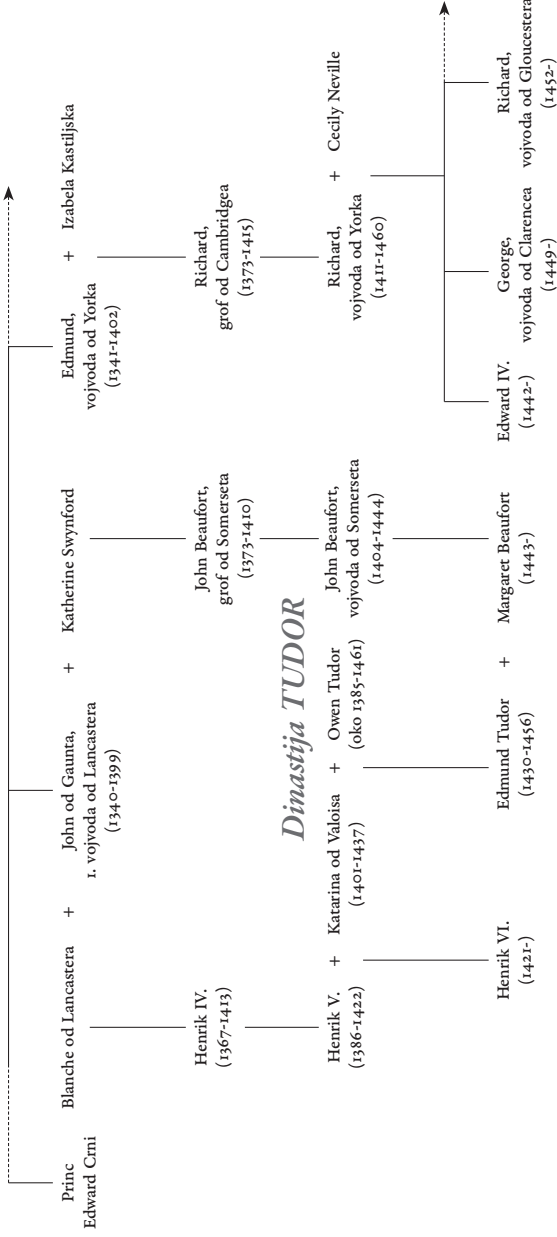 Princ
Edward Crni
Blanche od Lancastera
+
John od Gaunta,
1. vojvoda od Lancastera
(1340-1399)
+
Katherine Swynford
Edmund,
vojvoda od Yorka
(1341-1402)
+
Izabela Kastiljska
Henrik IV.
(1367-1413)
John Beaufort,
grof od Somerseta
(1373-1410)
Richard,
grof od Cambridgea
(1373-1415)
Dinastija TUDOR
Henrik V.
(1386-1422)
+
Katarina od Valoisa
(1401-1437)
+
Owen Tudor
(oko 1385-1461)
John Beaufort,
vojvoda od Somerseta
(1404-1444)
Richard,
vojvoda od Yorka
(1411-1460)
+
Cecily Neville
Henrik VI.
(1421-)
Edmund Tudor
(1430-1456)
+
Margaret Beaufort
(1443-)
Edward IV.
(1442-)
George,
vojvoda od Clarencea
(1449-)
Richard,
vojvoda od Gloucestera
(1452-)